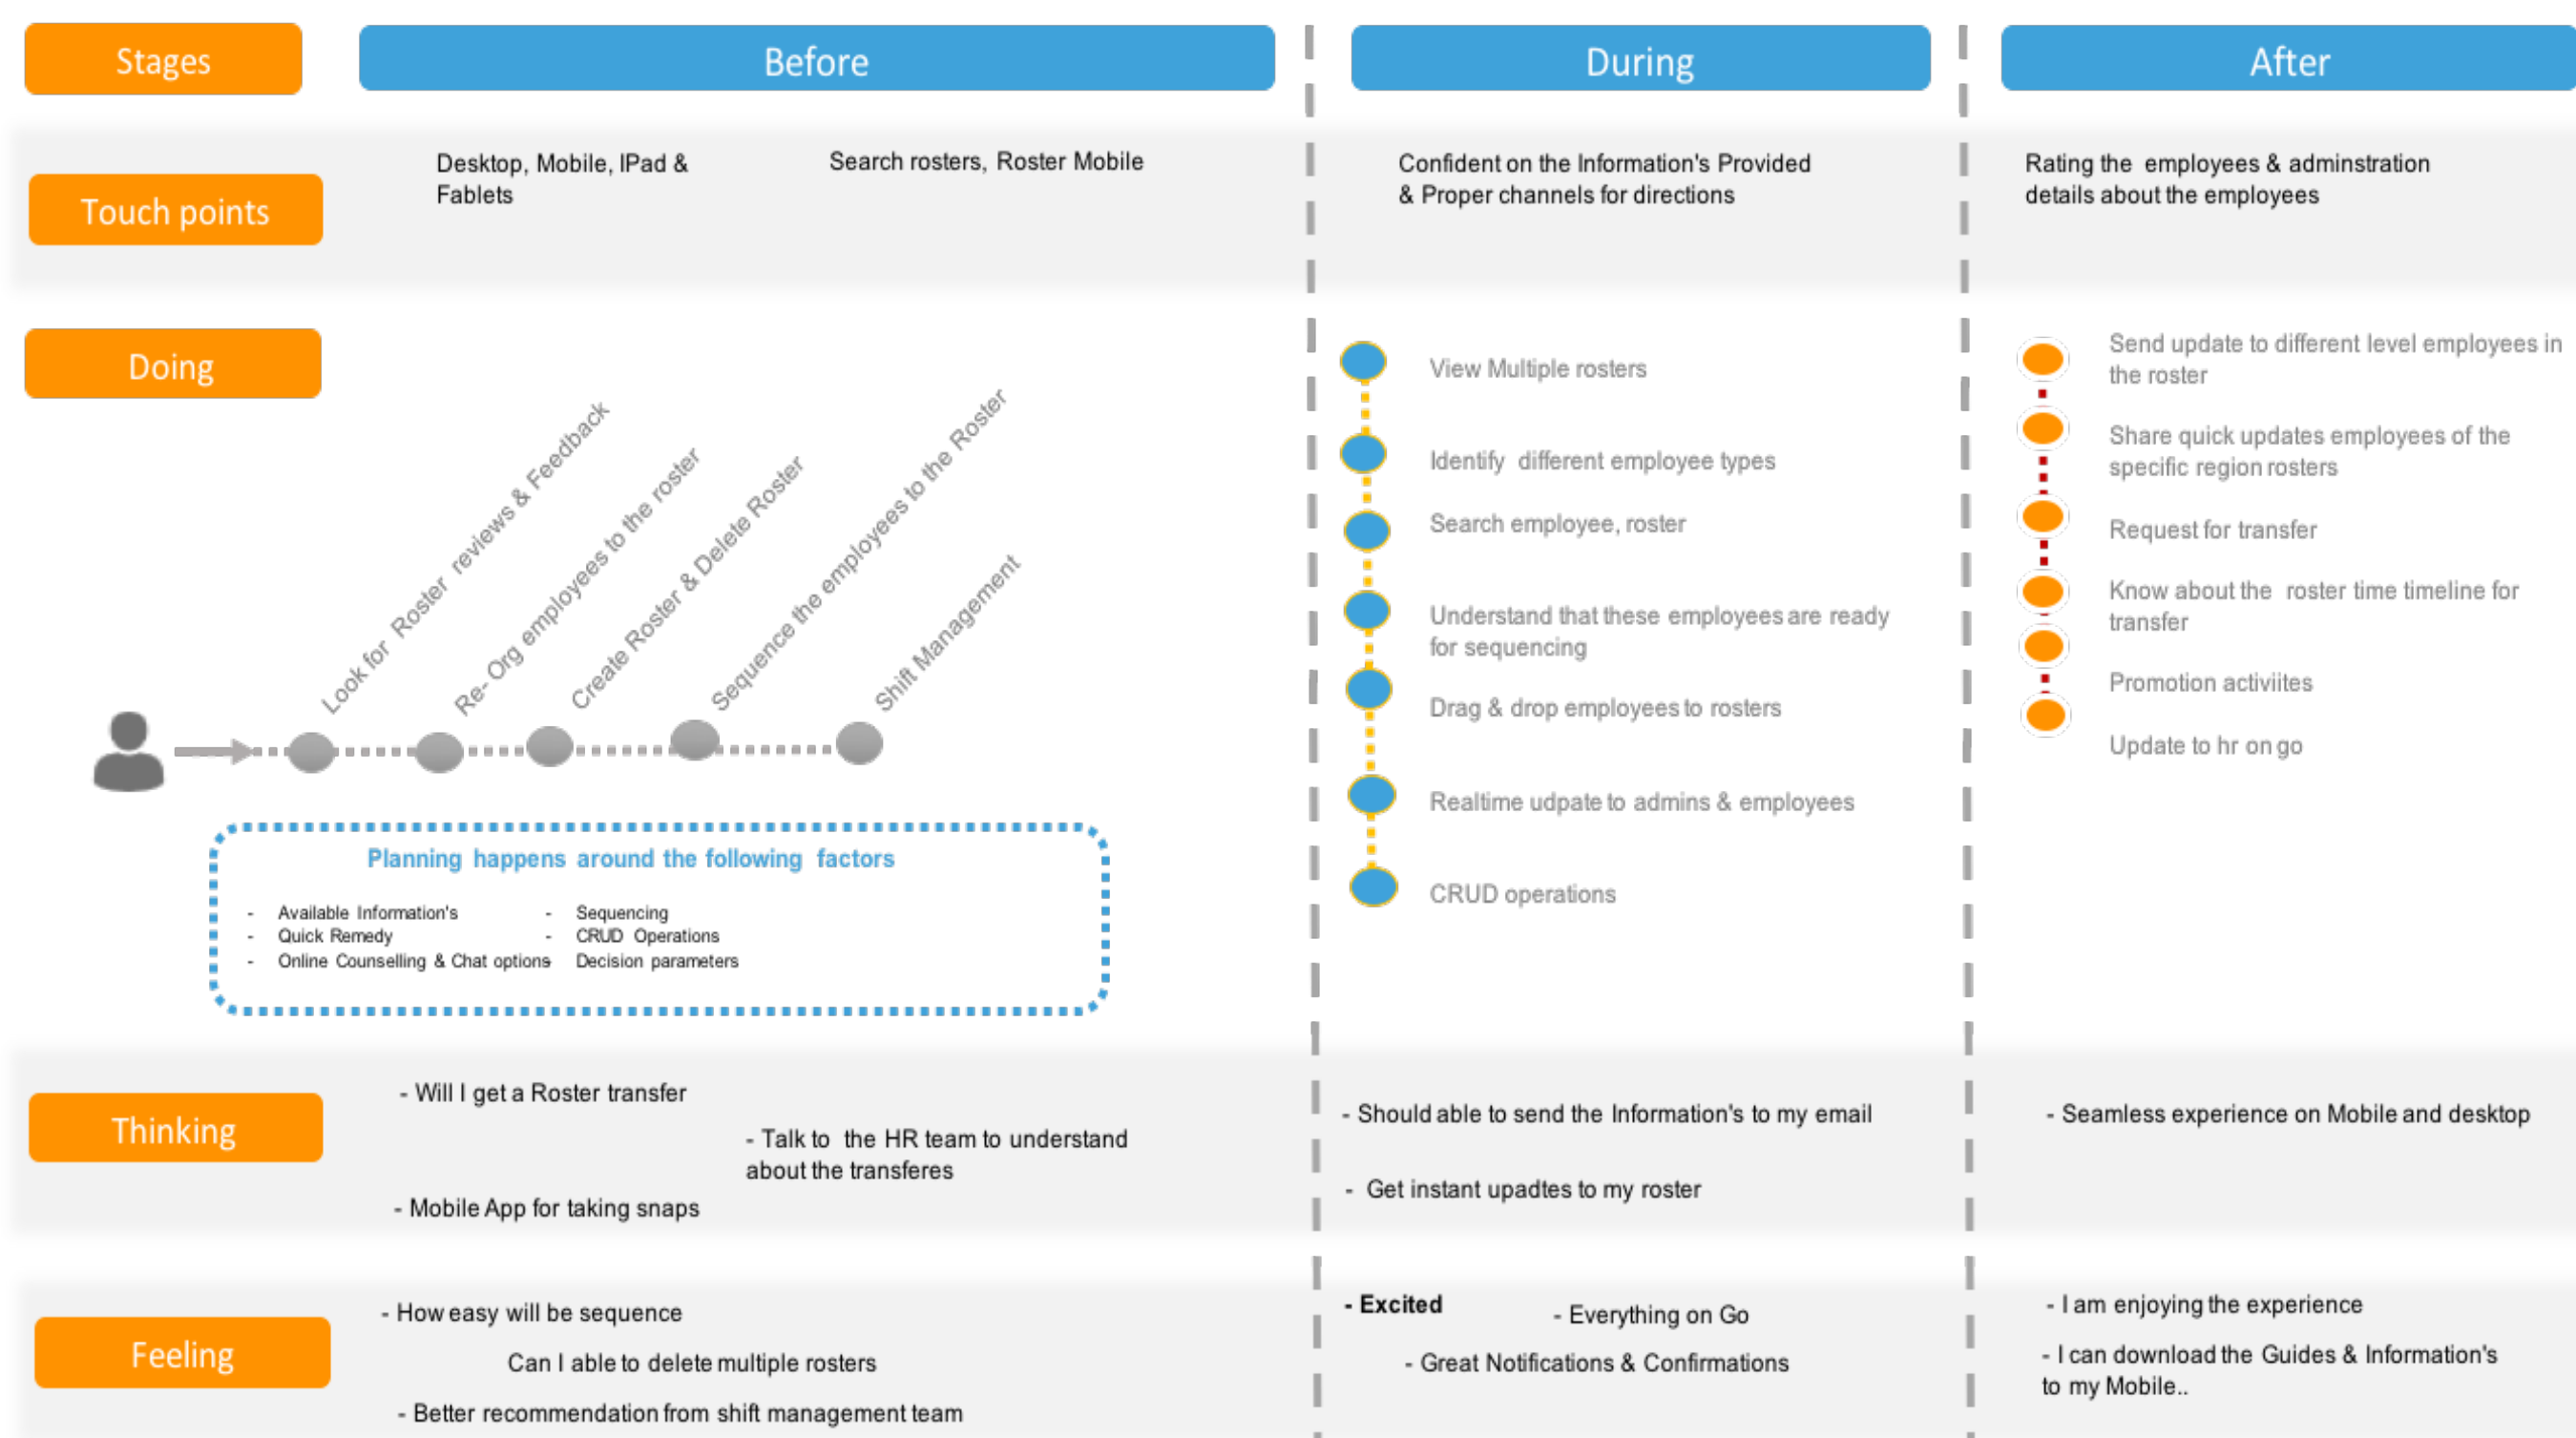 Stages
Before
During
After
Touch points
Desktop, Mobile, IPad &
Fablets
Search rosters, Roster Mobile
Confident on the Information's Provided
& Proper channels for directions
Rating the employees & adminstration
details about the employees
Doing
Look for Roster reviews & Feedback
Re- Org employees to the roster
Create Roster & Delete Roster
Sequence the employees to the Roster
Shift Management
Planning happens around the following factors
- Available Information's
- Quick Remedy
- Online Counselling & Chat options
- Sequencing
- CRUD Operations
- Decision parameters
View Multiple rosters
Identify different employee types
Search employee, roster
Understand that these employees are ready
for sequencing
Drag & drop employees to rosters
Realtime udpate to admins & employees
CRUD operations
Send update to different level employees in
the roster
Share quick updates employees of the
specific region rosters
Request for transfer
Know about the roster time timeline for
transfer
Promotion activiites
Update to hr on go
Thinking
- Will I get a Roster transfer
- Talk to the HR team to understand
about the transferes
- Mobile App for taking snaps
- Should able to send the Information's to my email
- Get instant upadtes to my roster
- Seamless experience on Mobile and desktop
Feeling
- How easy will be sequence
Can I able to delete multiple rosters
- Better recommendation from shift management team
- Excited
- Everything on Go
- Great Notifications & Confirmations
- I am enjoying the experience
- I can download the Guides & Information's
to my Mobile..